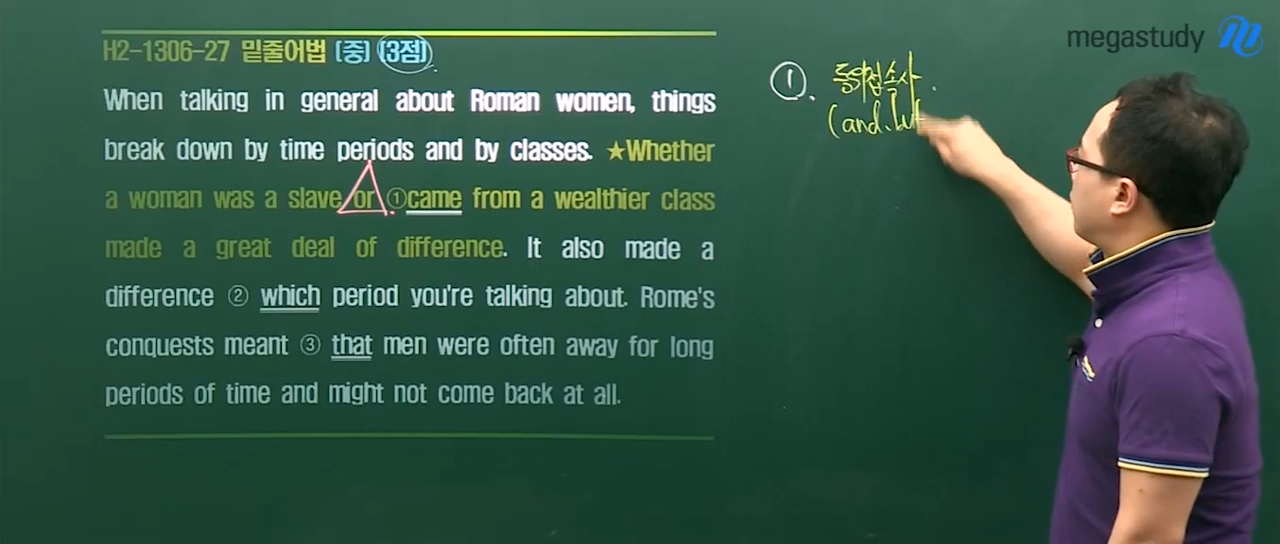 megastudy
H2-1306-27 밑줄어법 (중) (3점)
When talking in general about Roman women, things
break down by time periods and by classes. ★Whether
a woman was a slave or ①came from a wealthier class
made a great deal of difference. It also made a
difference ② which period you're talking about. Rome's
conquests meant ③ that men were often away for long
periods of time and might not come back at all.
①. 등위접속사.
(and, but